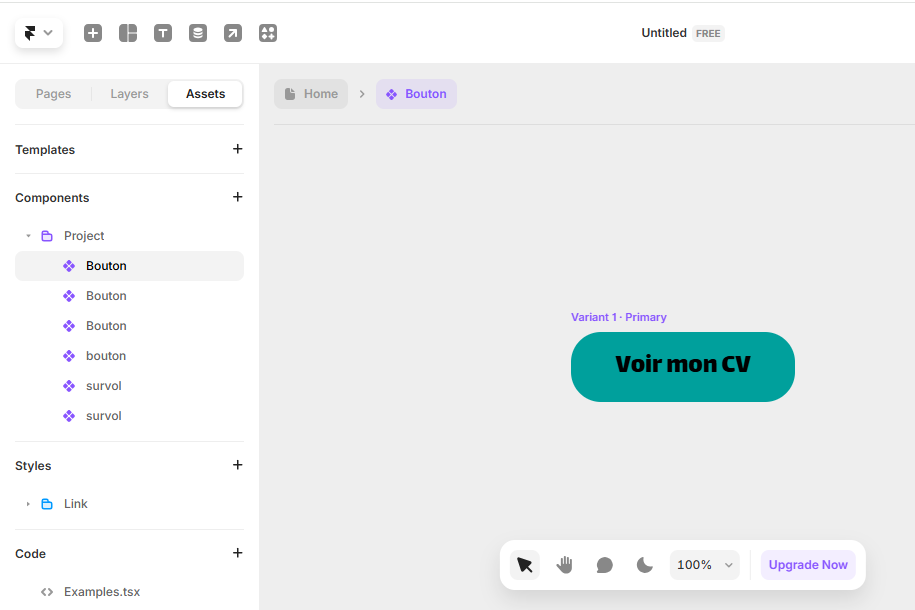 Untitled FREE
Pages Layers Assets
Home Bouton
Templates
Components
Project
Bouton
Bouton
Bouton
bouton
survol
survol
Styles
Link
Code
Examples.tsx
Variant 1 · Primary
Voir mon CV
100% Upgrade Now